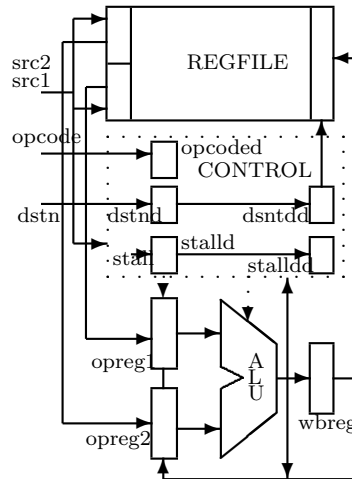 src2
REGFILE
src1
opcode
opcoded
CONTROL
dstn
dstnd
dsntdd
stall
stalld
stalldd
opreg1
A
L
U
opreg2
wbreg